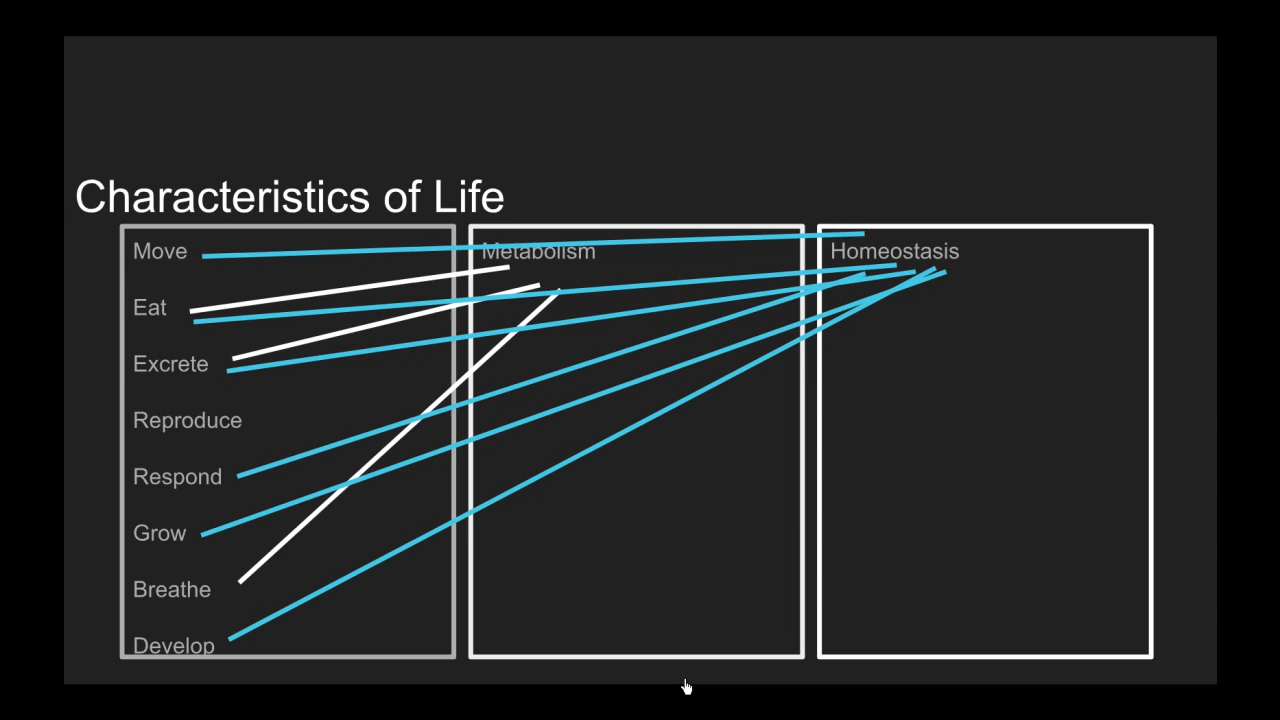 Characteristics of Life
Move
Eat
Excrete
Reproduce
Respond
Grow
Breathe
Develop
Metabolism
Homeostasis